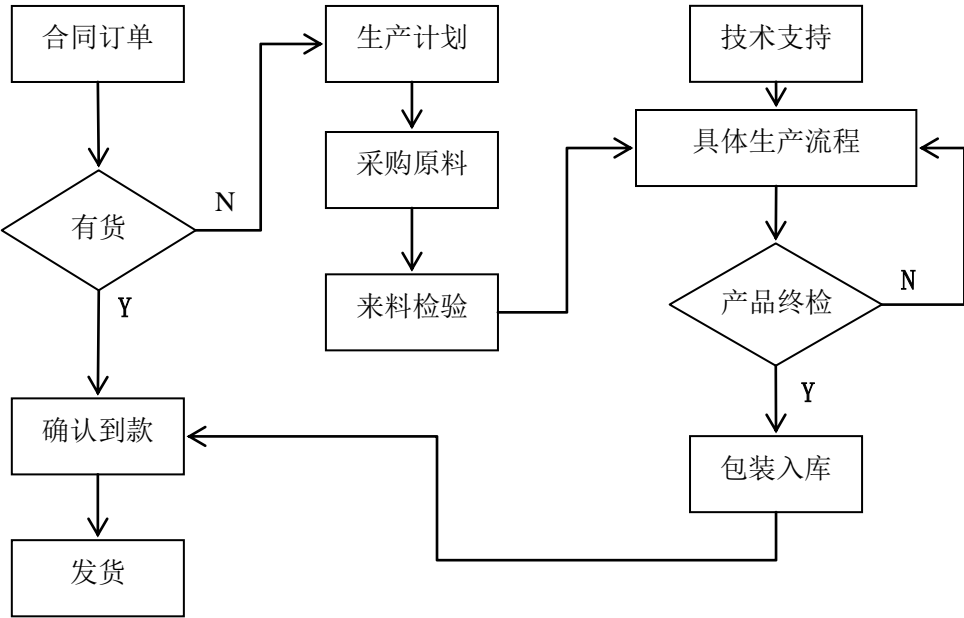 合同订单
生产计划
技术支持
采购原料
具体生产流程
有货
N
来料检验
Y
产品终检
N
Y
确认到款
包装入库
发货